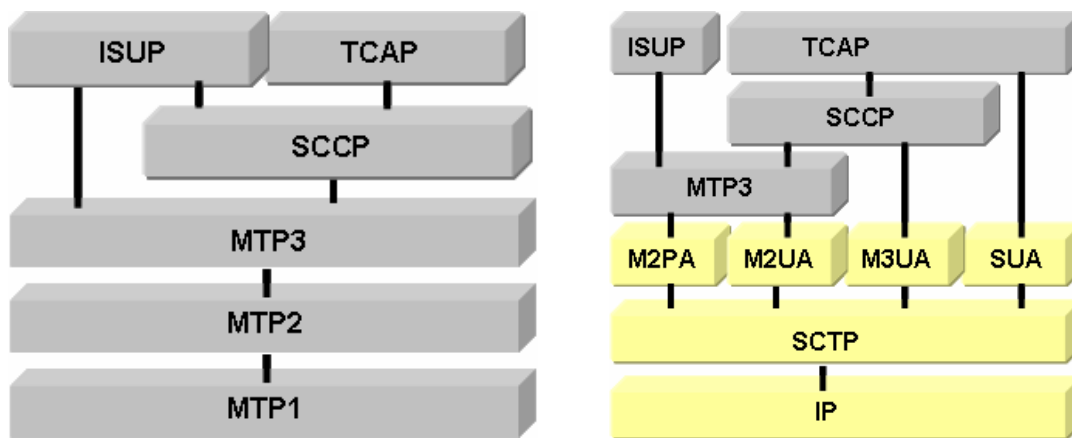 ISUP
TCAP
SCCP
MTP3
MTP2
MTP1
ISUP
TCAP
SCCP
MTP3
M2PA
M2UA
M3UA
SUA
SCTP
IP